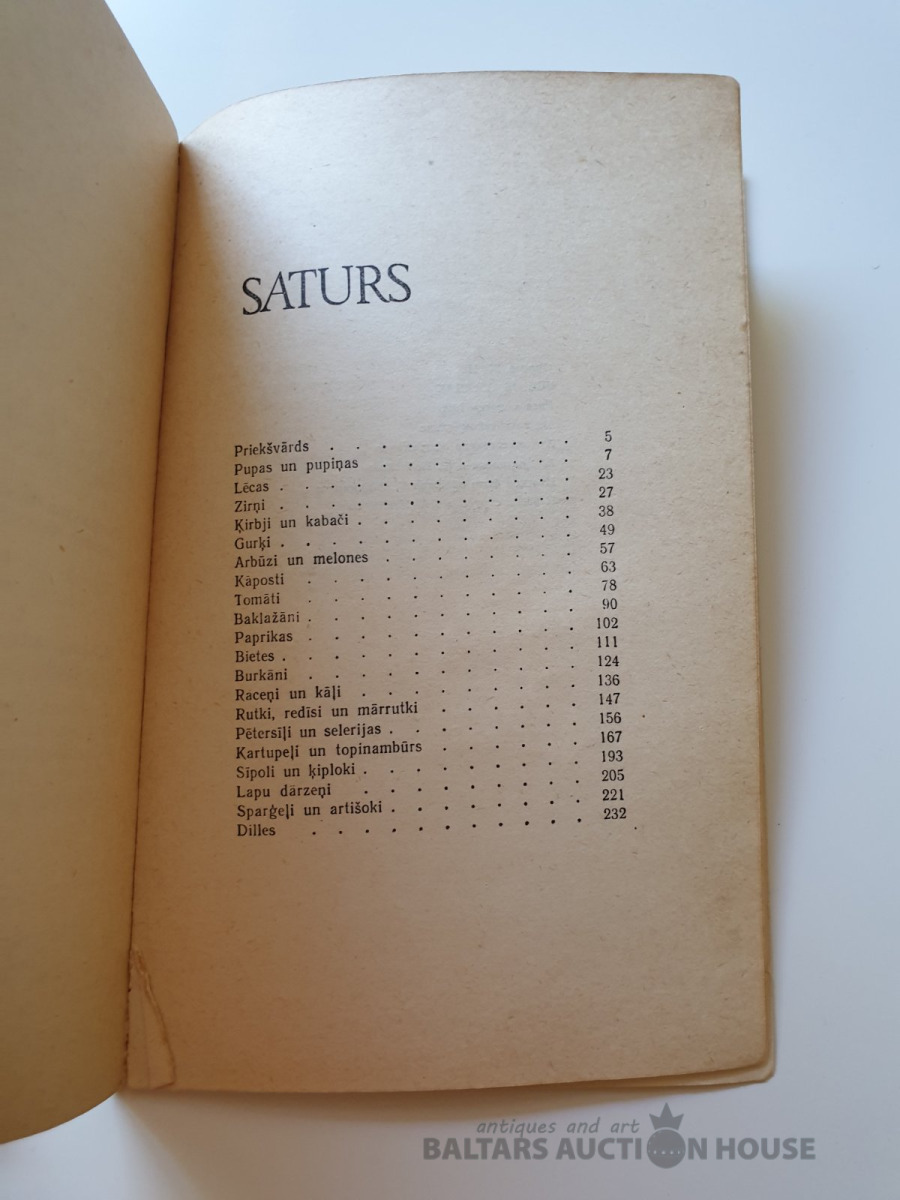 SATURS
Priekšvārds . . . . . . . . . . 5
Pupas un pupiņas . . . . . . . . 7
Lēcas . . . . . . . . . . . . 23
Zirņi . . . . . . . . . . . . 27
Ķirbji un kabači . . . . . . . . . 38
Gurķi . . . . . . . . . . . . 49
Arbūzi un melones . . . . . . . . 57
Kāposti . . . . . . . . . . . 63
Tomāti . . . . . . . . . . . 78
Baklažāni . . . . . . . . . . . 90
Paprikas . . . . . . . . . . . 102
Bietes . . . . . . . . . . . . 111
Burkāni . . . . . . . . . . . 124
Raceņi un kāļi . . . . . . . . . 136
Rutki, redīsi un mārrutki . . . . . . 147
Pētersīļi un selerijas . . . . . . . . 156
Kartupeļi un topinambūrs . . . . . . 167
Sīpoli un ķiploki . . . . . . . . . 193
Lapu dārzeņi . . . . . . . . . 205
Sparģeļi un artišoki . . . . . . . . 221
Dilles . . . . . . . . . . . 232
antiques and art
BALTARS AUCTION HOUSE